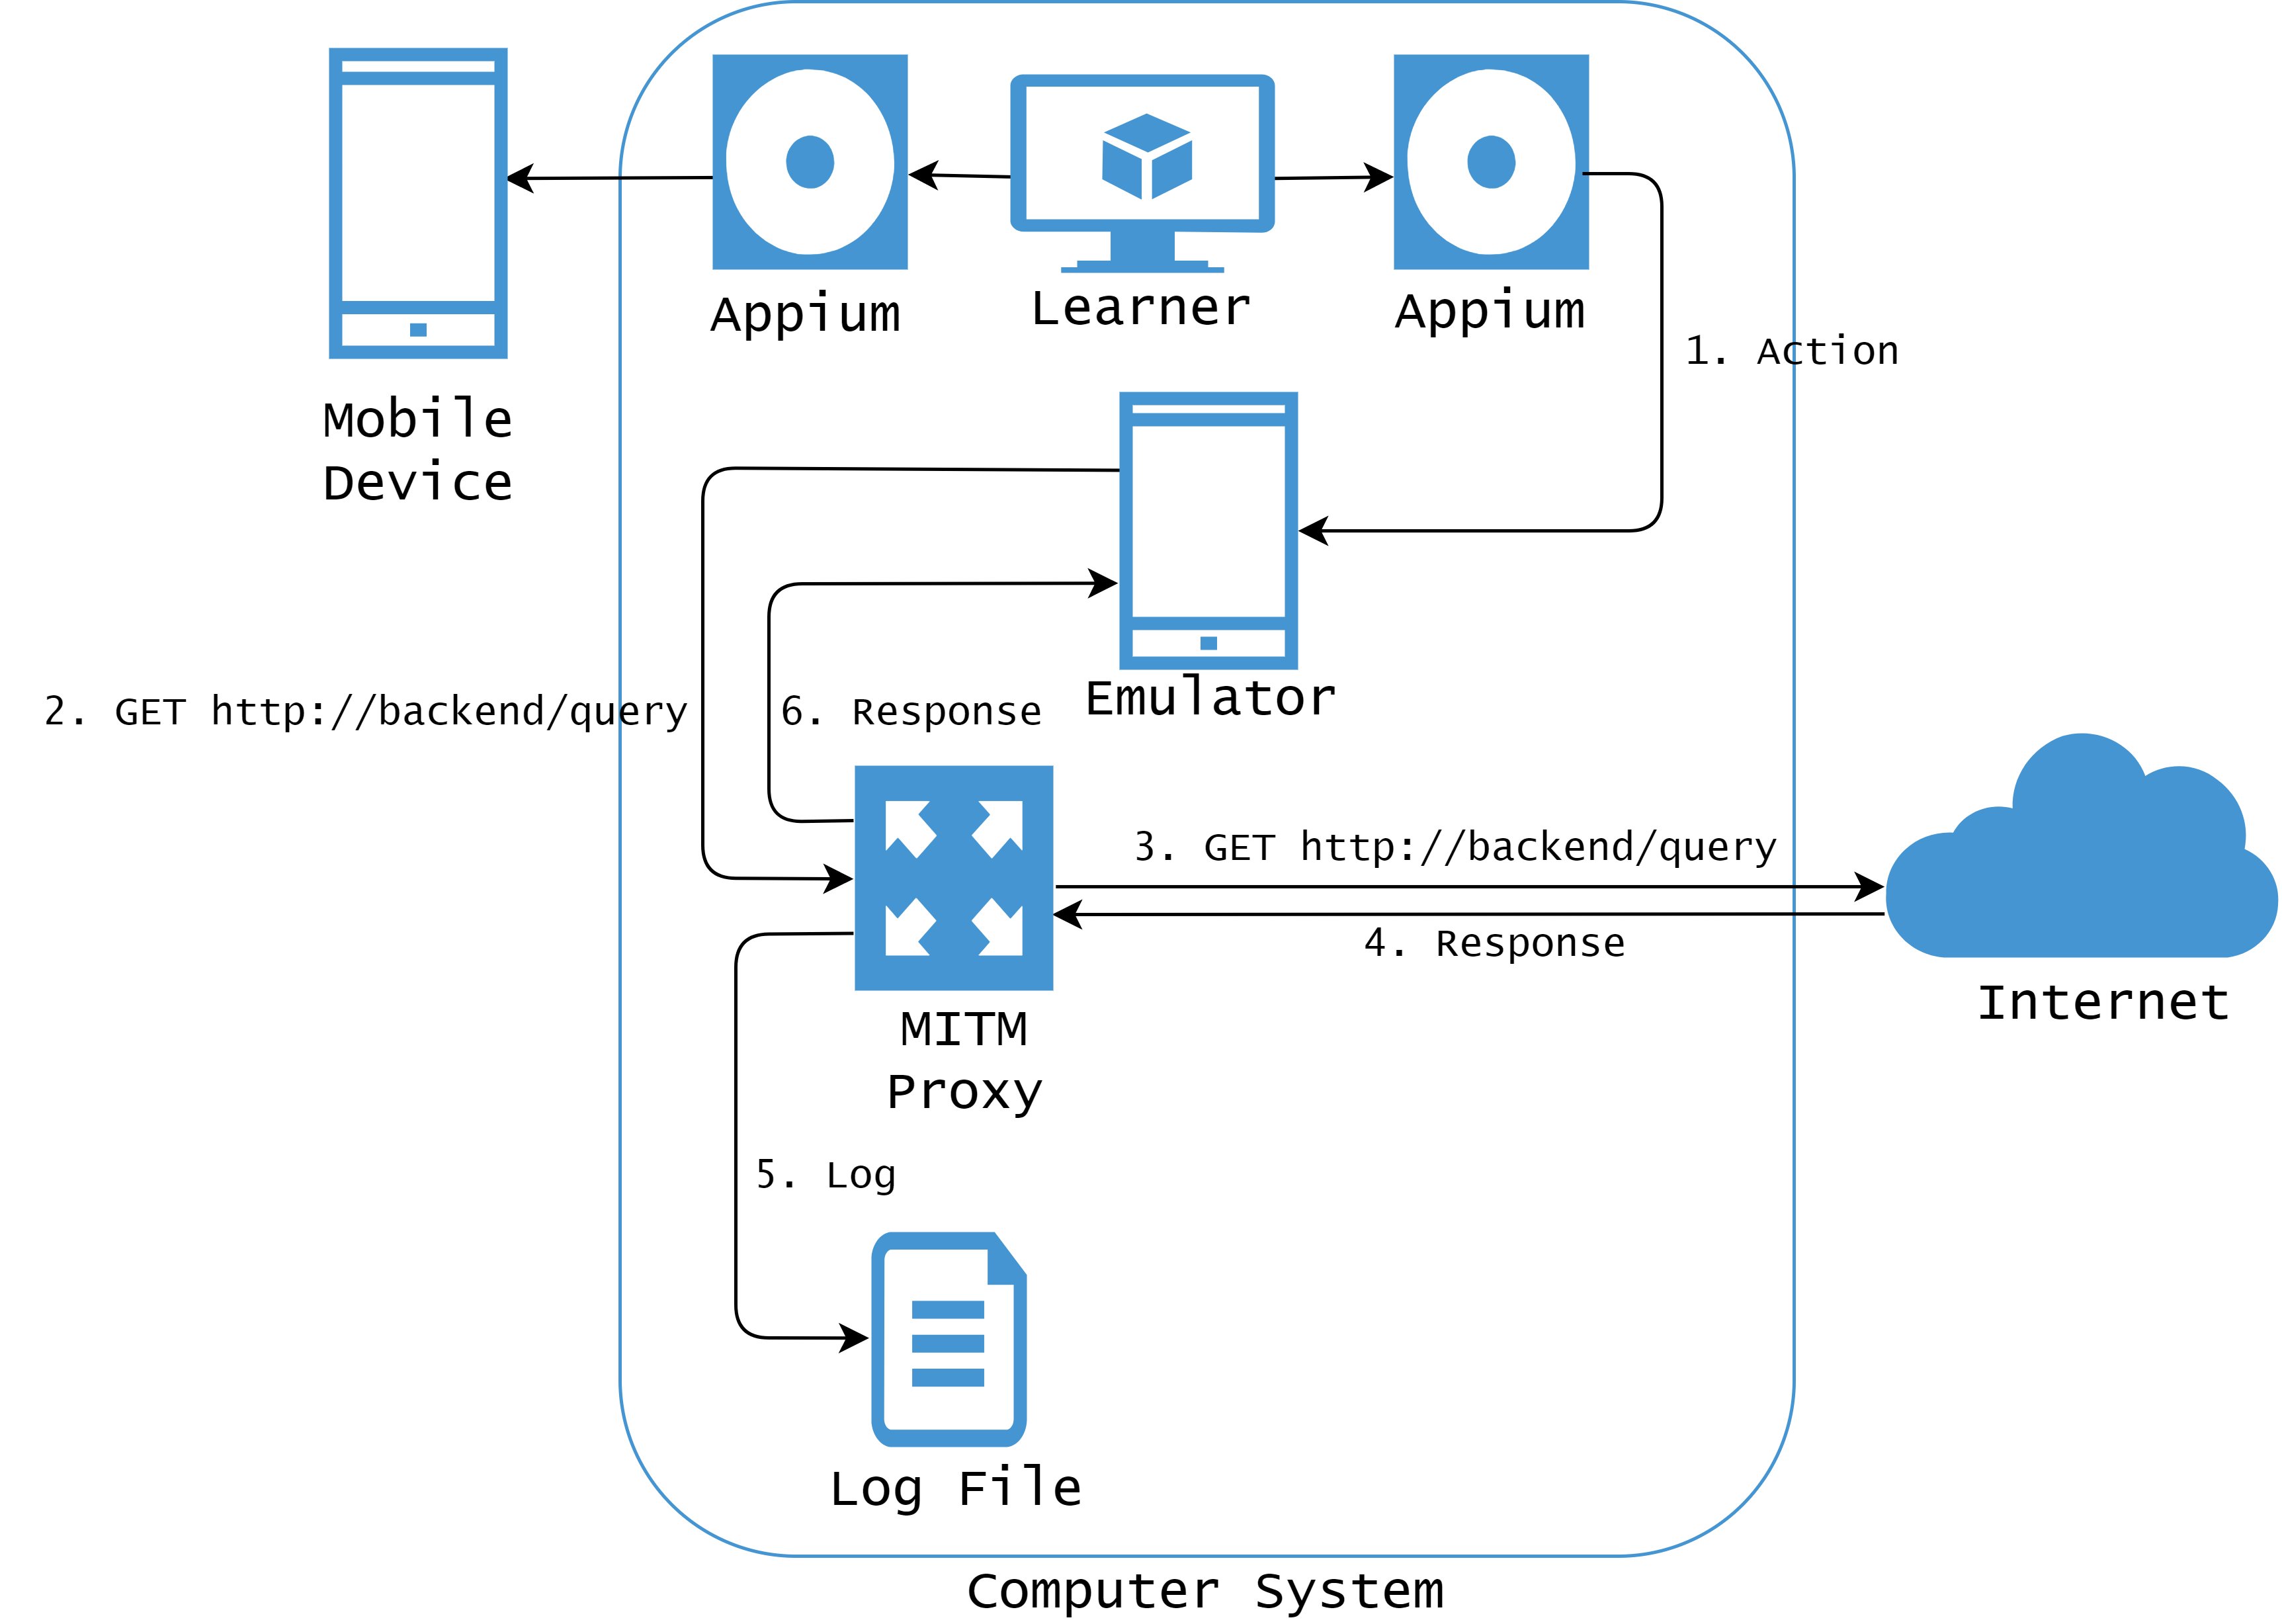 Appium
Learner
Appium
1. Action
Mobile
Device
2. GET http://backend/query
6. Response
Emulator
3. GET http://backend/query
4. Response
Internet
MITM
Proxy
5. Log
Log File
Computer System